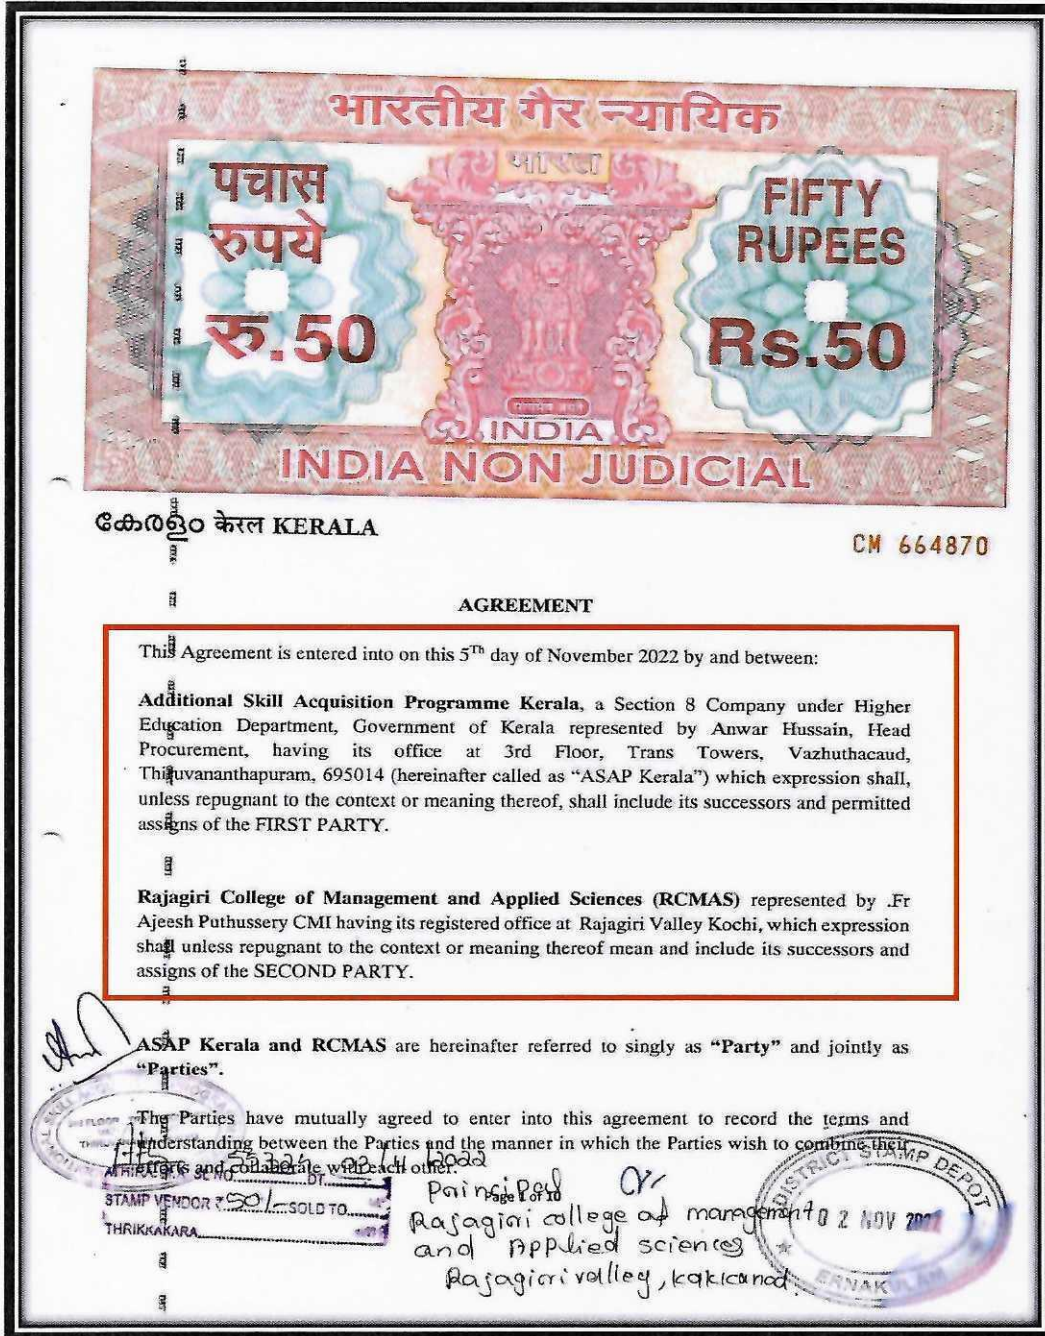 भारतीय गैर न्यायिक
भारत
पचास
रुपये
रु.50
FIFTY
RUPEES
Rs.50
INDIA
INDIA NON JUDICIAL
കേരളം केरल KERALA
CM 664870
AGREEMENT
This Agreement is entered into on this 5Th day of November 2022 by and between:
Additional Skill Acquisition Programme Kerala, a Section 8 Company under Higher
Education Department, Government of Kerala represented by Anwar Hussain, Head
Procurement, having its office at 3rd Floor, Trans Towers, Vazhuthacaud,
Thiruvananthapuram, 695014 (hereinafter called as “ASAP Kerala”) which expression shall,
unless repugnant to the context or meaning thereof, shall include its successors and permitted
assigns of the FIRST PARTY.
Rajagiri College of Management and Applied Sciences (RCMAS) represented by .Fr
Ajeesh Puthussery CMI having its registered office at Rajagiri Valley Kochi, which expression
shall unless repugnant to the context or meaning thereof mean and include its successors and
assigns of the SECOND PARTY.
ASAP Kerala and RCMAS are hereinafter referred to singly as “Party” and jointly as
“Parties”.
The Parties have mutually agreed to enter into this agreement to record the terms and
understanding between the Parties and the manner in which the Parties wish to combine their
efforts and collaborate with each other.
DT. 02/11/2022
STAMP VENDOR ₹ 50/- SOLD TO
THRIKKAKARA
Page 1 of 10
Principal
Rajagiri college of management
and Applied sciences
Rajagiri valley, kakkanad.
DISTRICT STAMP DEPOT
0 2 NOV 2022
ERNAKULAM